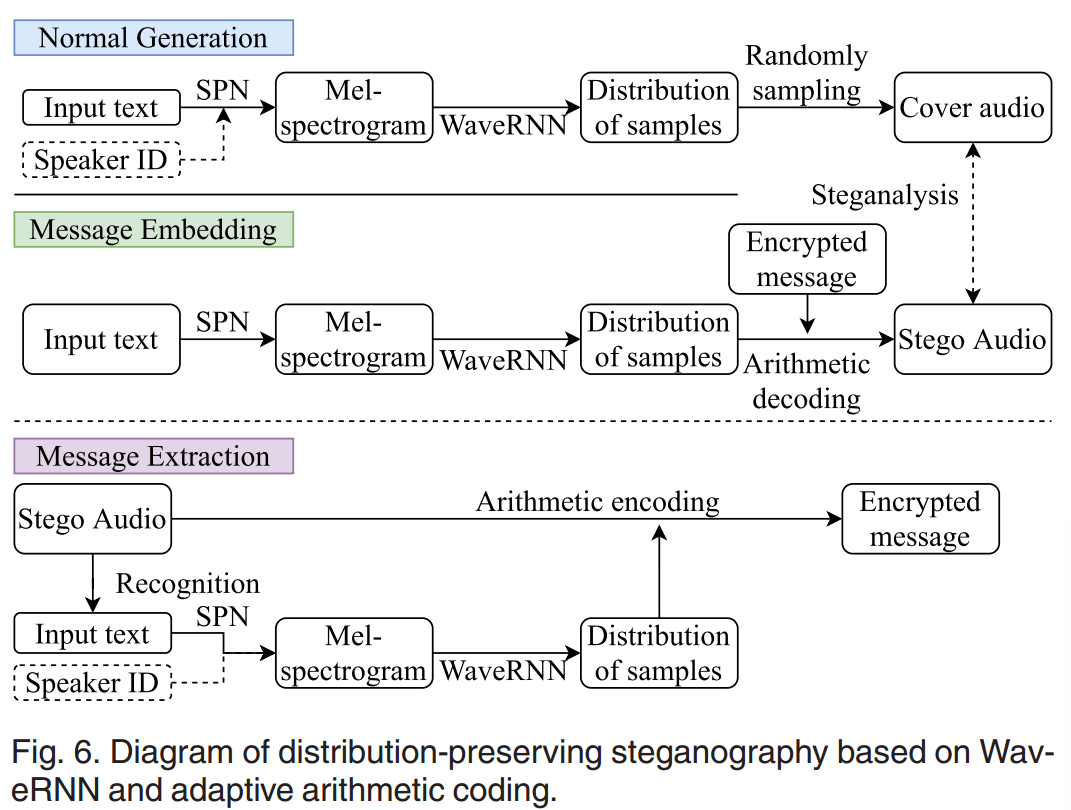 Normal Generation
Input text
SPN
Speaker ID
Mel-
spectrogram
WaveRNN
Distribution
of samples
Randomly
sampling
Cover audio
Steganalysis
Message Embedding
Input text
SPN
Mel-
spectrogram
WaveRNN
Distribution
of samples
Encrypted
message
Arithmetic
decoding
Stego Audio
Message Extraction
Stego Audio
Arithmetic encoding
Encrypted
message
Recognition
Input text
SPN
Speaker ID
Mel-
spectrogram
WaveRNN
Distribution
of samples
Fig. 6. Diagram of distribution-preserving steganography based on Wav-
eRNN and adaptive arithmetic coding.